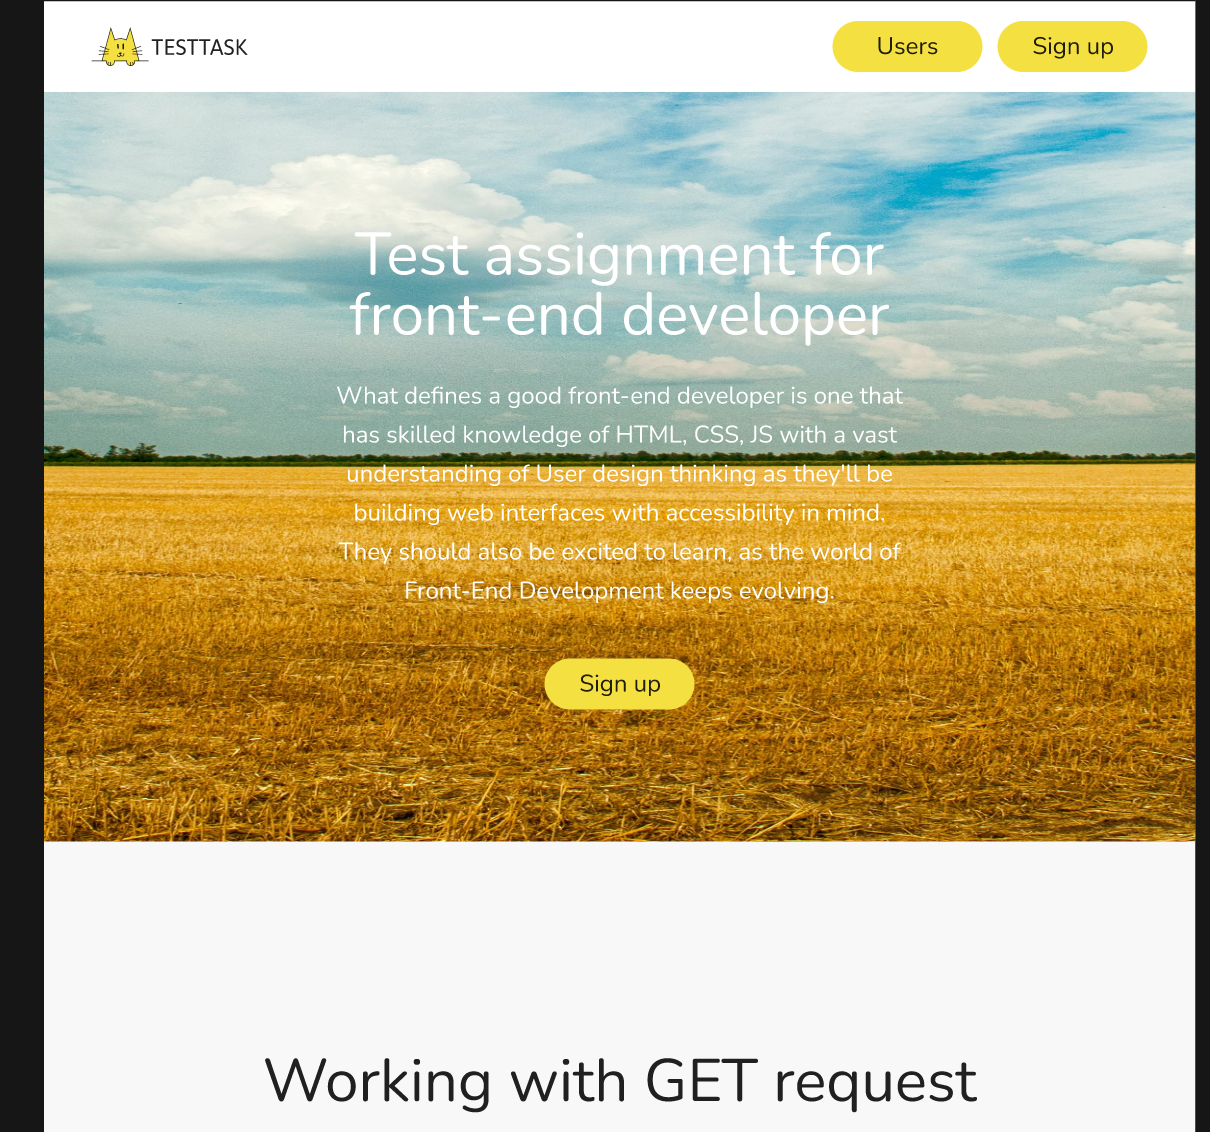 TESTTASK
Users
Sign up
Test assignment for
front-end developer
What defines a good front-end developer is one that
has skilled knowledge of HTML, CSS, JS with a vast
understanding of User design thinking as they'll be
building web interfaces with accessibility in mind.
They should also be excited to learn, as the world of
Front-End Development keeps evolving.
Sign up
Working with GET request